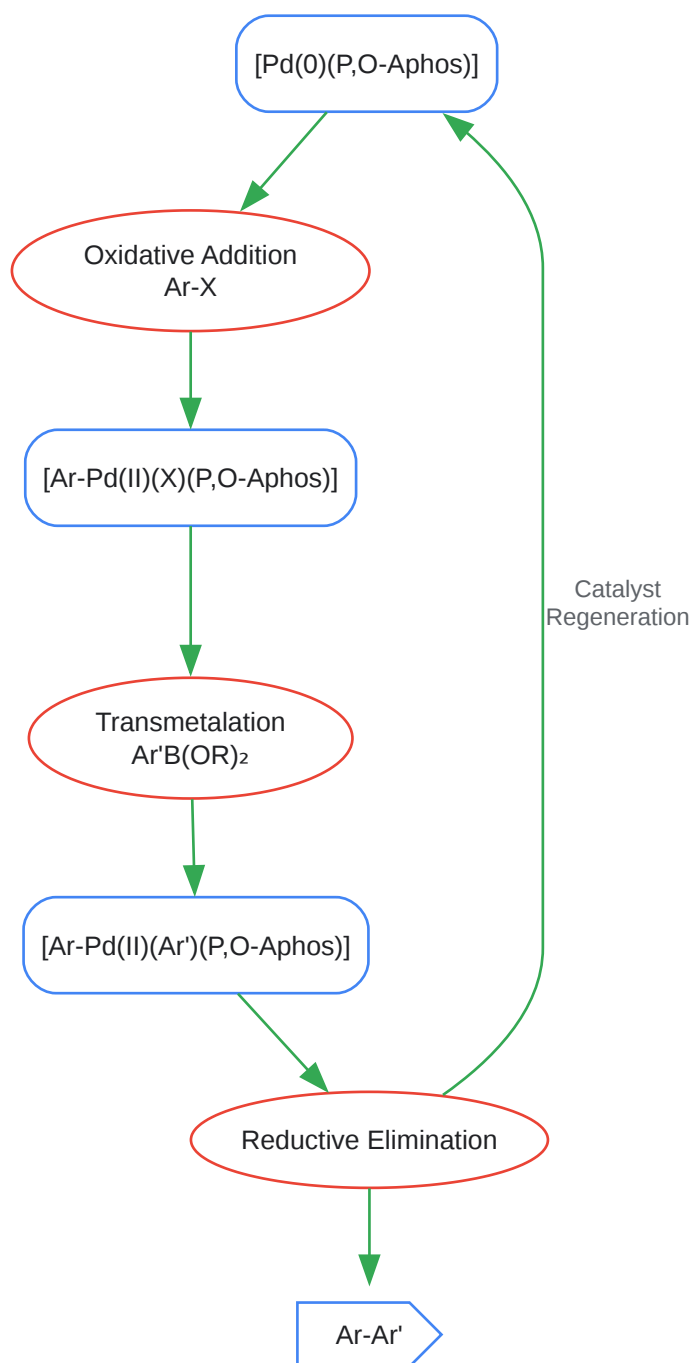 [Pd(0)(P,O-Aphos)]
Oxidative Addition
Ar-X
[Ar-Pd(II)(X)(P,O-Aphos)]
Catalyst
Regeneration
Transmetalation
Ar'B(OR)₂
[Ar-Pd(II)(Ar')(P,O-Aphos)]
Reductive Elimination
Ar-Ar'